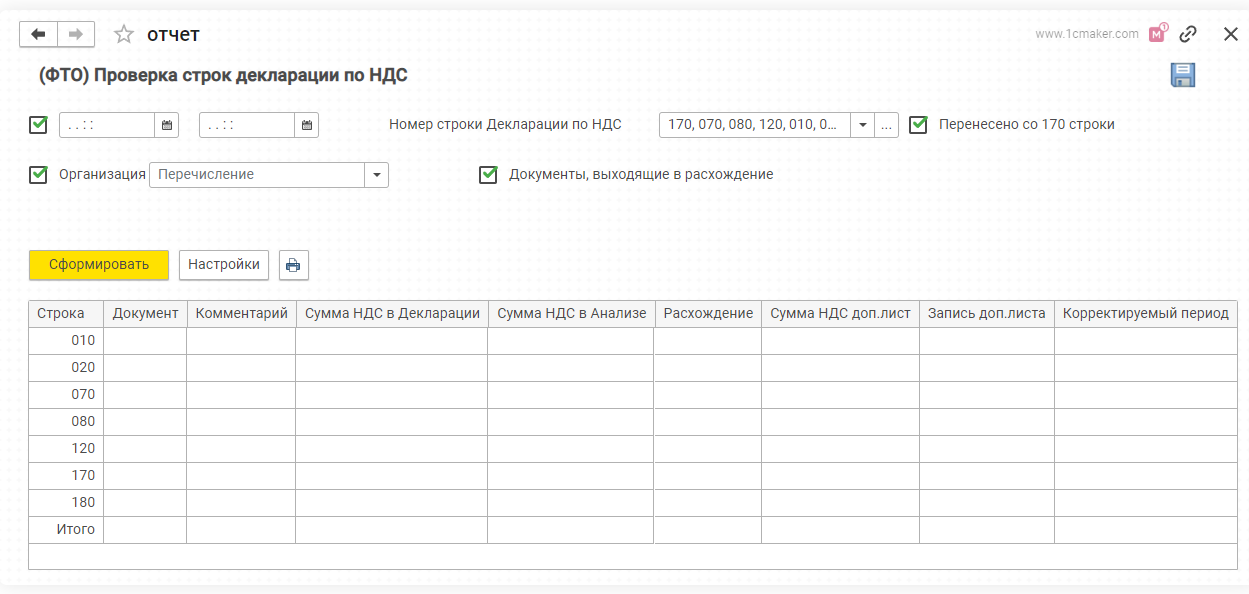 отчет www.1cmaker.com M 1
(ФТО) Проверка строк декларации по НДС
. . : : . . : : Номер строки Декларации по НДС 170, 070, 080, 120, 010, 0... ... Перенесено со 170 строки
Организация Перечисление Документы, выходящие в расхождение
Сформировать Настройки
Строка Документ Комментарий Сумма НДС в Декларации Сумма НДС в Анализе Расхождение Сумма НДС доп.лист Запись доп.листа Корректируемый период
010
020
070
080
120
170
180
Итого